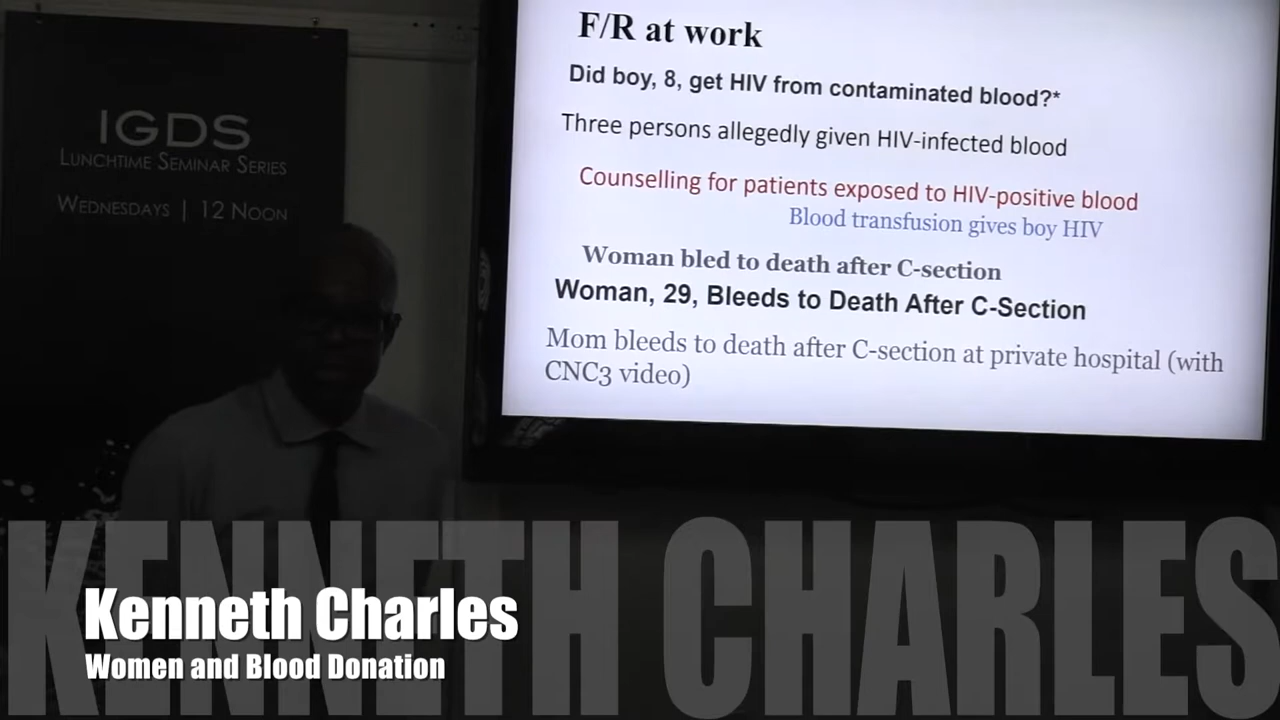 IGDS
LUNCHTIME SEMINAR SERIES
WEDNESDAYS | 12 NOON
F/R at work
Did boy, 8, get HIV from contaminated blood?*
Three persons allegedly given HIV-infected blood
Counselling for patients exposed to HIV-positive blood
Blood transfusion gives boy HIV
Woman bled to death after C-section
Woman, 29, Bleeds to Death After C-Section
Mom bleeds to death after C-section at private hospital (with
CNC3 video)
KENNETH CHARLES
Kenneth Charles
Women and Blood Donation